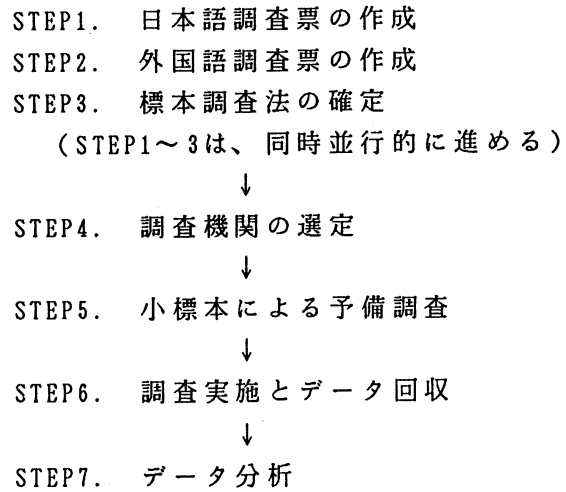 STEP1. 日本語調査票の作成
STEP2. 外国語調査票の作成
STEP3. 標本調査法の確定
(STEP1～3は、同時並行的に進める)
↓
STEP4. 調査機関の選定
↓
STEP5. 小標本による予備調査
↓
STEP6. 調査実施とデータ回収
↓
STEP7. データ分析